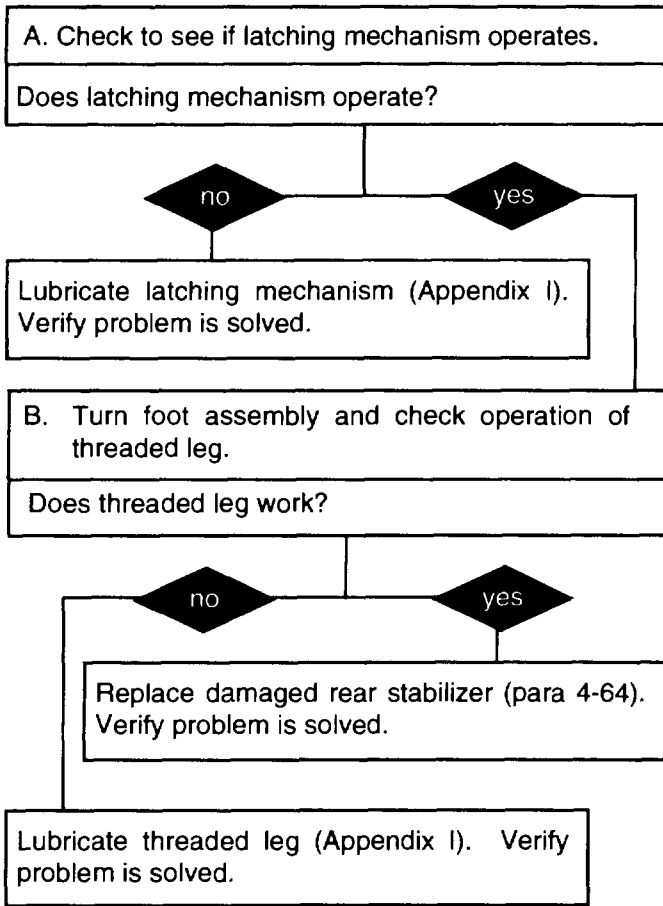 A. Check to see if latching mechanism operates.
Does latching mechanism operate?
no
yes
Lubricate latching mechanism (Appendix I).
Verify problem is solved.
B. Turn foot assembly and check operation of
threaded leg.
Does threaded leg work?
no
yes
Replace damaged rear stabilizer (para 4-64).
Verify problem is solved.
Lubricate threaded leg (Appendix I). Verify
problem is solved.